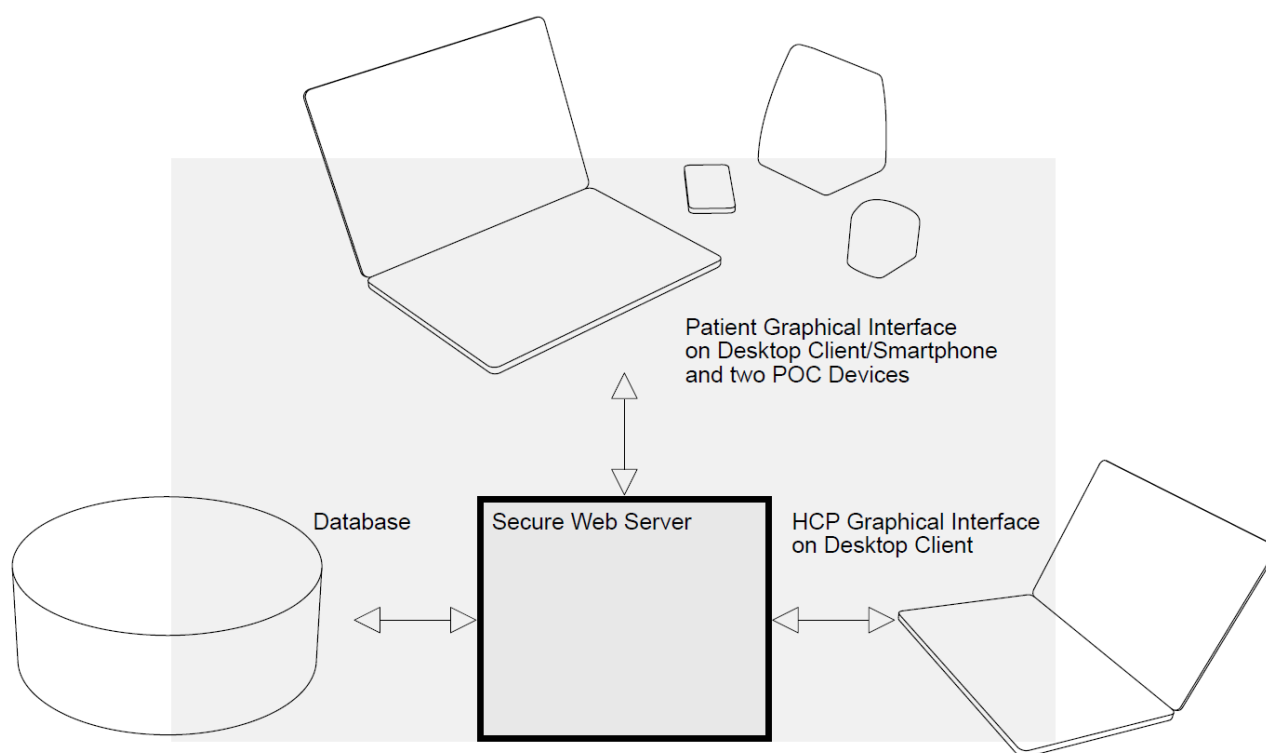 Patient Graphical Interface
on Desktop Client/Smartphone
and two POC Devices
Database
Secure Web Server
HCP Graphical Interface
on Desktop Client